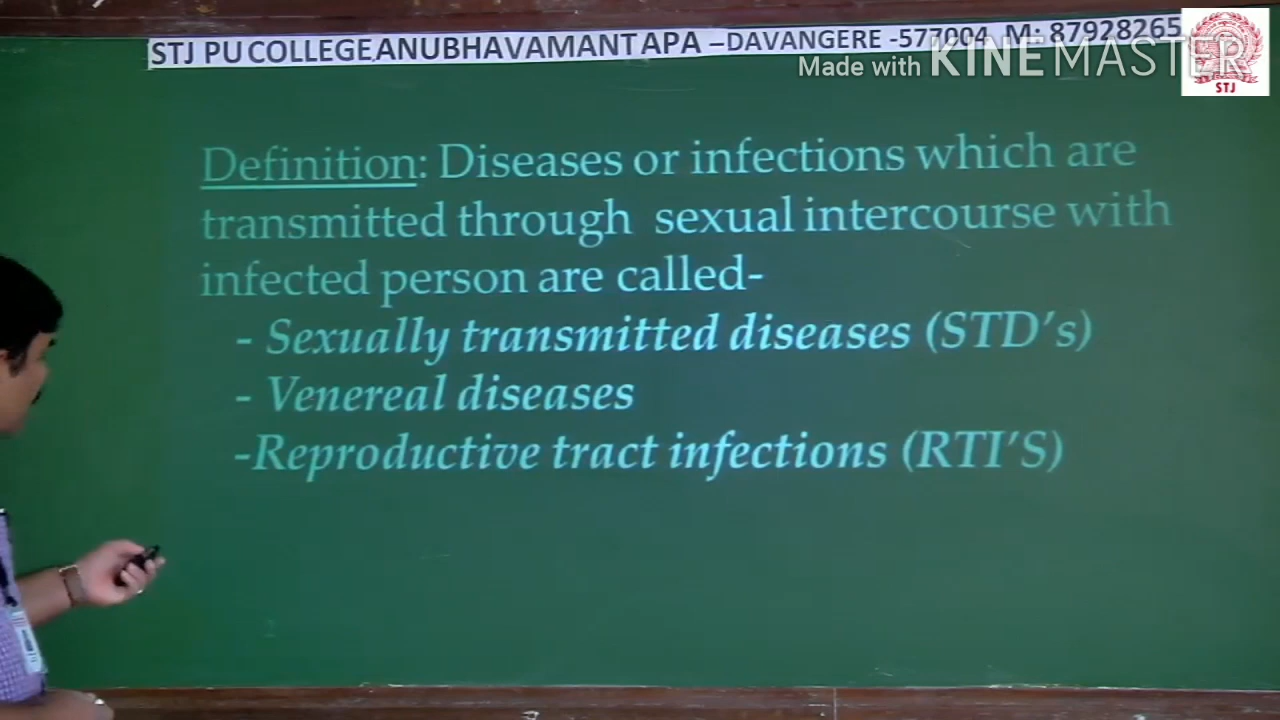 STJ PU COLLEGE,ANUBHAVAMANTAPA –DAVANGERE -577004 M: 87928265
Made with KINEMASTER
STJ
Definition: Diseases or infections which are
transmitted through sexual intercourse with
infected person are called-
- Sexually transmitted diseases (STD's)
- Venereal diseases
-Reproductive tract infections (RTI'S)